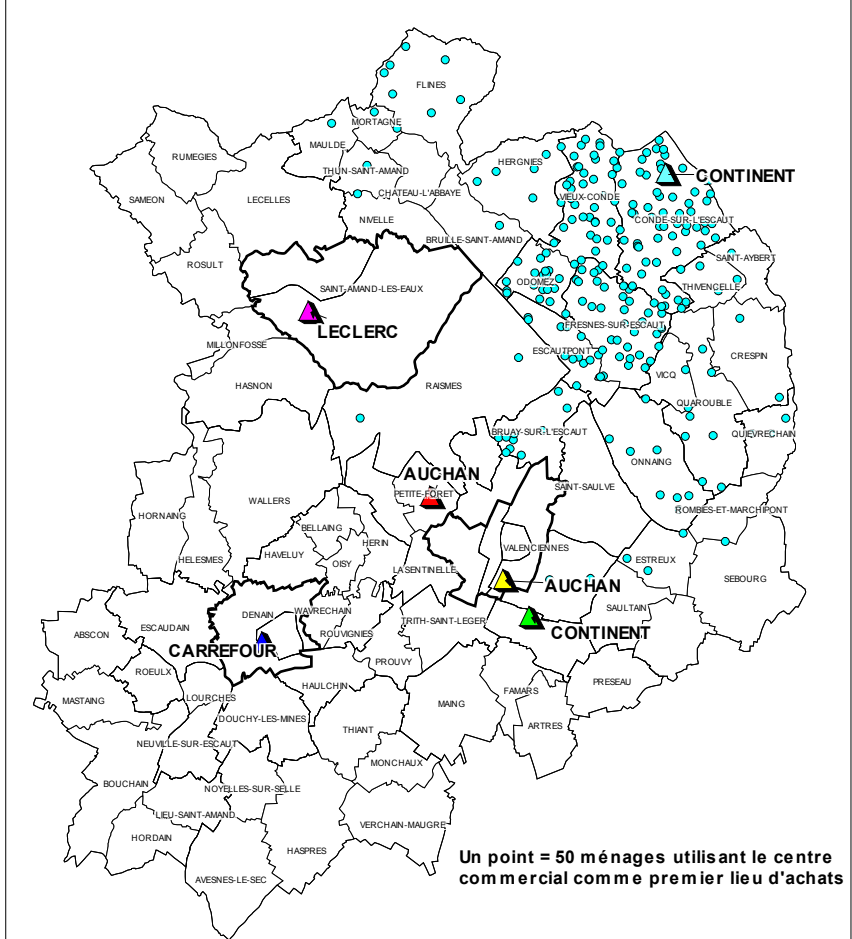 FLINES
MORTAGNE
MAULDE
RUMEGIES
HERGNIES
THUN-SAINT-AMAND
CONTINENT
CHATEAU-L'ABBAYE
VIEUX-CONDE
SAMEON
LECELLES
NIVELLE
CONDE-SUR-L'ESCAUT
BRUILLE-SAINT-AMAND
SAINT-AYBERT
ROSULT
ODOMEZ
SAINT-AMAND-LES-EAUX
THIVENCELLE
LECLERC
FRESNES-SUR-ESCAUT
MILLONFOSSE
ESCAUTPONT
CRESPIN
VICQ
HASNON
RAISMES
QUAROUBLE
BRUAY-SUR-L'ESCAUT
QUIEVRECHAIN
ONNAING
AUCHAN
PETITE-FORET
SAINT-SAULVE
WALLERS
ROMBIES-ET-MARCHIPONT
HORNAING
BELLAING
HERIN
VALENCIENNES
HAVELUY
HELESMES
OISY
ESTREUX
LA SENTINELLE
SEBOURG
AUCHAN
WAVRECHAIN
DENAIN
SAULTAIN
TRITH-SAINT-LEGER
ESCAUDAIN
ROUVIGNIES
ABSCON
CONTINENT
CARREFOUR
PROUVY
ROEULX
PRESEAU
HAULCHIN
FAMARS
MASTAING
LOURCHES
MAING
DOUCHY-LES-MINES
ARTRES
THIANT
NEUVILLE-SUR-ESCAUT
MONCHAUX
BOUCHAIN
NOYELLES-SUR-SELLE
LIEU-SAINT-AMAND
VERCHAIN-MAUGRE
HORDAIN
HASPRES
AVESNES-LE-SEC
Un point = 50 ménages utilisant le centre
commercial comme premier lieu d'achats